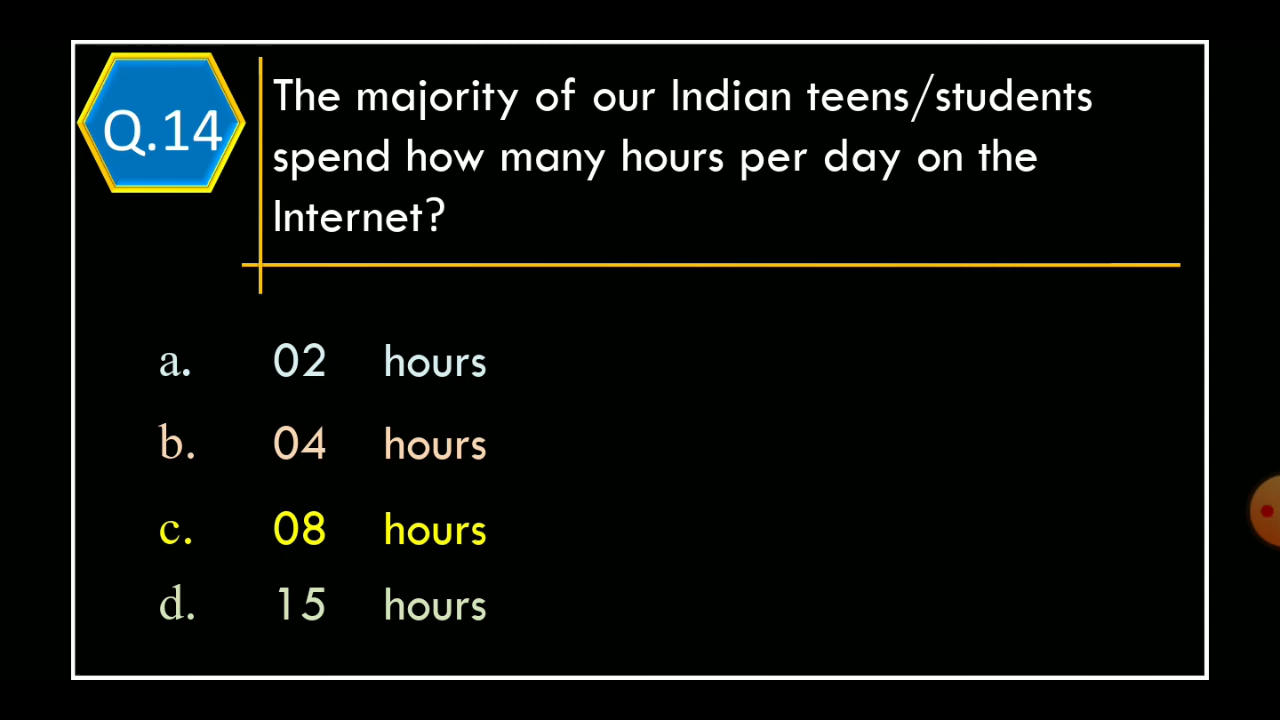 Q.14
The majority of our Indian teens/students
spend how many hours per day on the
Internet?
a. 02 hours
b. 04 hours
c. 08 hours
d. 15 hours